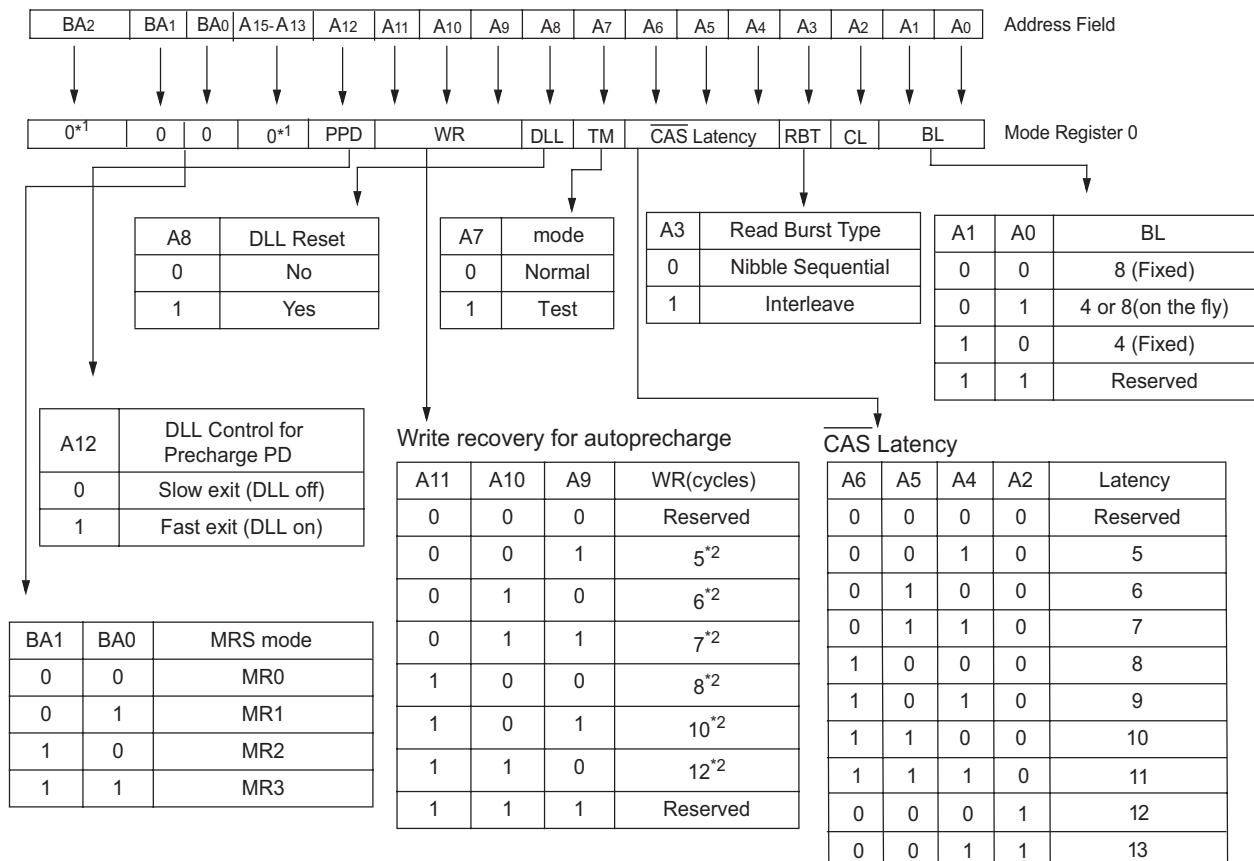 BA2 BA1 BA0 A15-A13 A12 A11 A10 A9 A8 A7 A6 A5 A4 A3 A2 A1 A0 Address Field
0*1 0 0 0*1 PPD WR DLL TM CAS Latency RBT CL BL Mode Register 0
A8 DLL Reset
0 No
1 Yes
A7 mode
0 Normal
1 Test
A3 Read Burst Type
0 Nibble Sequential
1 Interleave
A1 A0 BL
0 0 8 (Fixed)
0 1 4 or 8(on the fly)
1 0 4 (Fixed)
1 1 Reserved
A12 DLL Control for
Precharge PD
0 Slow exit (DLL off)
1 Fast exit (DLL on)
BA1 BA0 MRS mode
0 0 MR0
0 1 MR1
1 0 MR2
1 1 MR3
Write recovery for autoprecharge
A11 A10 A9 WR(cycles)
0 0 0 Reserved
0 0 1 5*2
0 1 0 6*2
0 1 1 7*2
1 0 0 8*2
1 0 1 10*2
1 1 0 12*2
1 1 1 Reserved
CAS Latency
A6 A5 A4 A2 Latency
0 0 0 0 Reserved
0 0 1 0 5
0 1 0 0 6
0 1 1 0 7
1 0 0 0 8
1 0 1 0 9
1 1 0 0 10
1 1 1 0 11
0 0 0 1 12
0 0 1 1 13